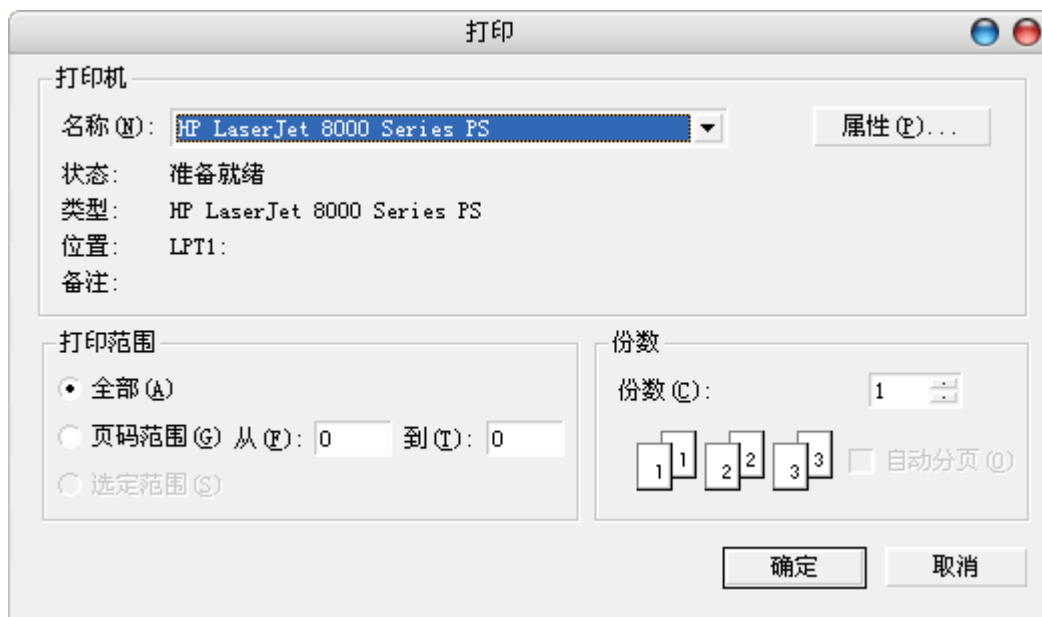 打印
打印机
名称(N): HP LaserJet 8000 Series PS 属性(P)...
状态: 准备就绪
类型: HP LaserJet 8000 Series PS
位置: LPT1:
备注:
打印范围
全部(A)
页码范围(G) 从(F): 0 到(T): 0
选定范围(S)
份数
份数(C): 1
1 1 2 2 3 3 自动分页(O)
确定 取消